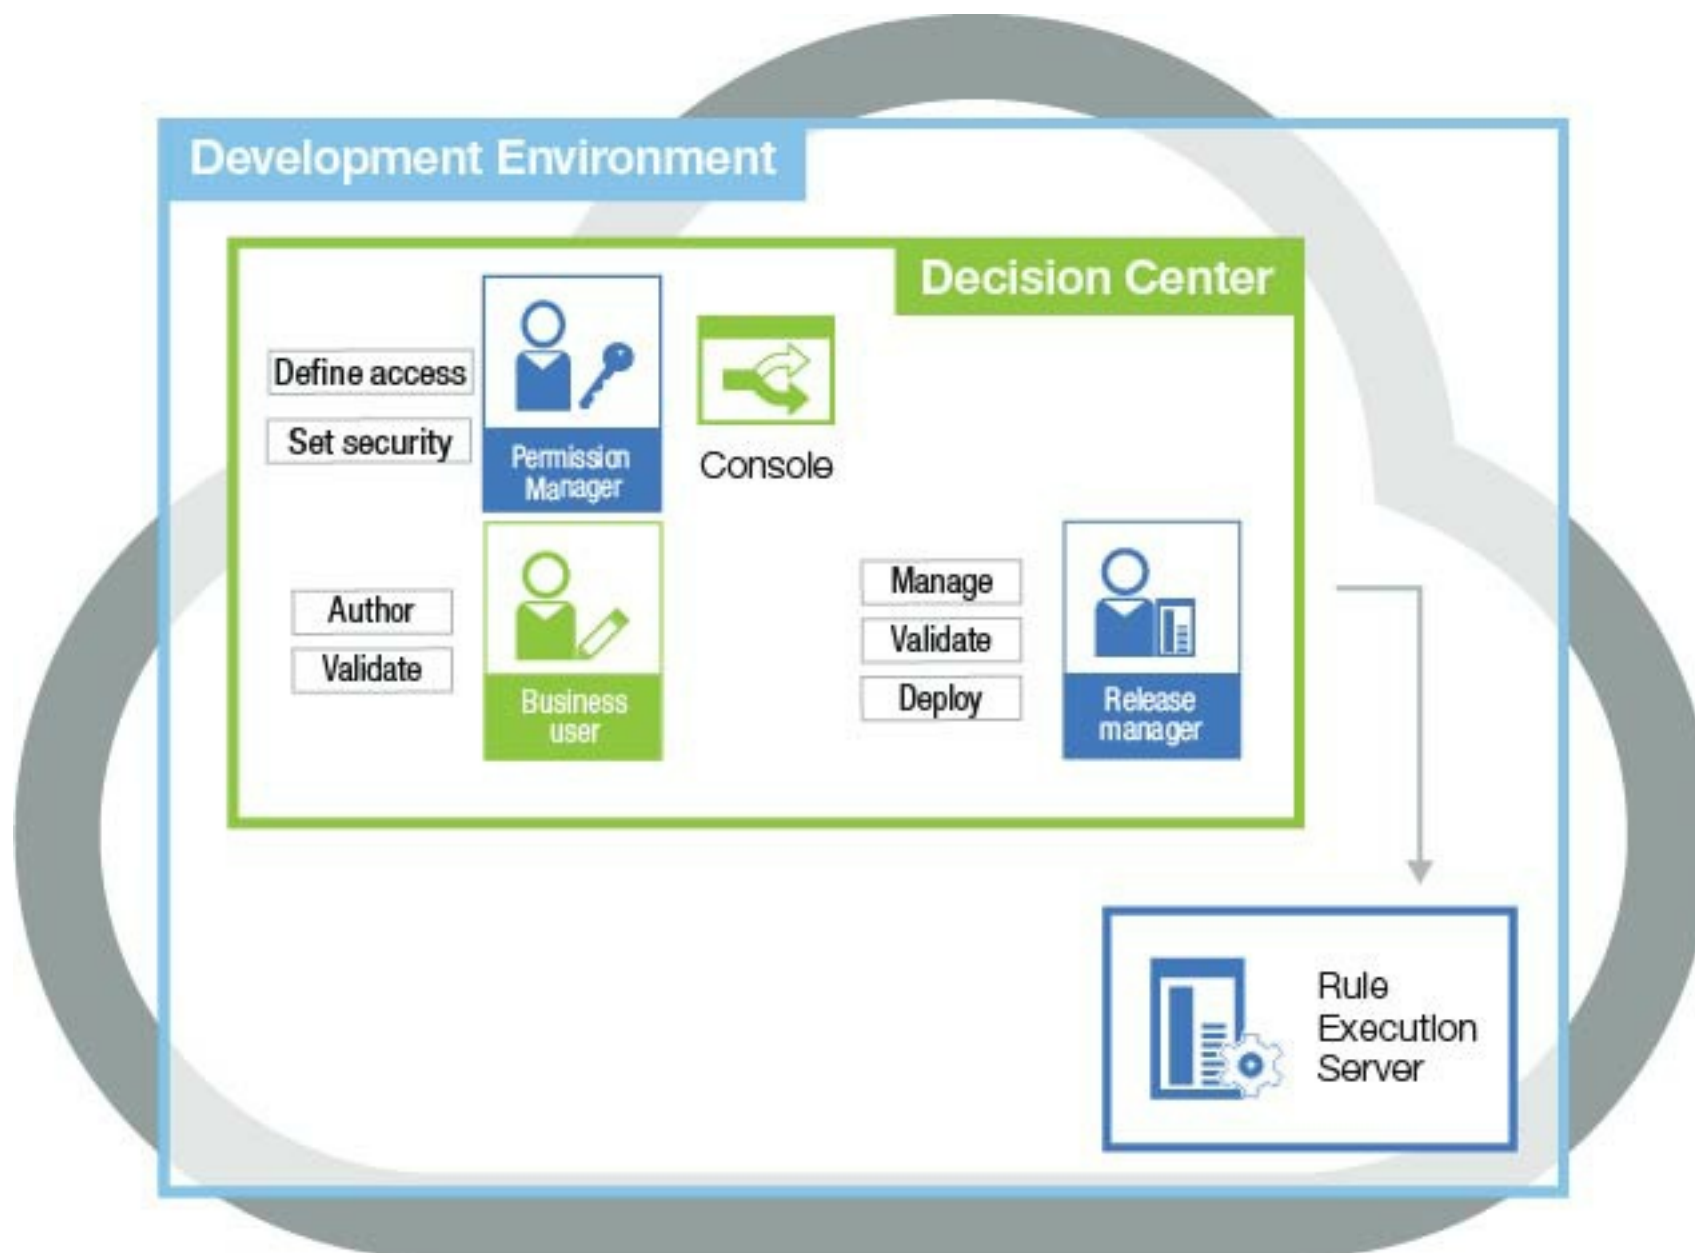 Development Environment
Decision Center
Define access
Set security
Permission
Manager
Console
Author
Validate
Business
user
Manage
Validate
Deploy
Release
manager
Rule
Execution
Server